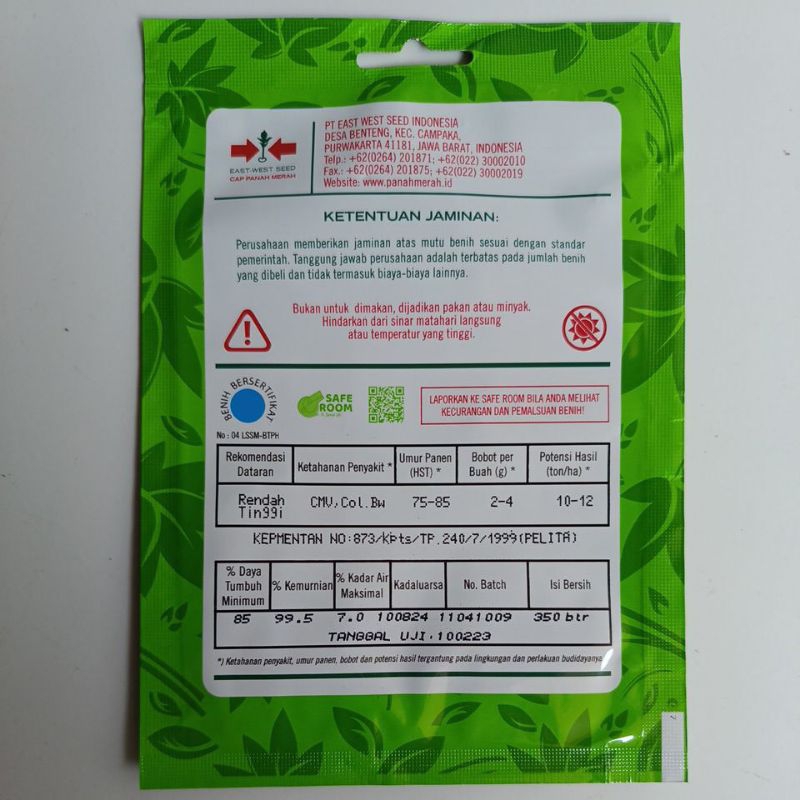 PT EAST WEST SEED INDONESIA
DESA BENTENG, KEC. CAMPAKA,
PURWAKARTA 41181, JAWA BARAT, INDONESIA
Telp.: +62(0264) 201871; +62(022) 30002010
Fax.: +62(0264) 201875; +62(022) 30002019
Website: www.panahmerah.id
EAST-WEST SEED
CAP PANAH MERAH
KETENTUAN JAMINAN:
Perusahaan memberikan jaminan atas mutu benih sesuai dengan standar
pemerintah. Tanggung jawab perusahaan adalah terbatas pada jumlah benih
yang dibeli dan tidak termasuk biaya-biaya lainnya.
Bukan untuk dimakan, dijadikan pakan atau minyak.
Hindarkan dari sinar matahari langsung
atau temperatur yang tinggi.
BENIH BERSERTIFIKAT
No : 04 LSSM-BTPH
SAFE
ROOM
LAPORKAN KE SAFE ROOM BILA ANDA MELIHAT
KECURANGAN DAN PEMALSUAN BENIH!
Rekomendasi Dataran Ketahanan Penyakit * Umur Panen (HST) * Bobot per Buah (g) * Potensi Hasil (ton/ha) *
Rendah Tinggi CMV,Col.Bw 75-85 2-4 10-12
KEPMENTAN NO:873/kpts/TP.240/7/1999(PELITA)
% Daya Tumbuh Minimum % Kemurnian % Kadar Air Maksimal Kadaluarsa No. Batch Isi Bersih
85 99.5 7.0 100824 11041009 350 btr
TANGGAL UJI.100223
*) Ketahanan penyakit, umur panen, bobot dan potensi hasil tergantung pada lingkungan dan perlakuan budidayanya